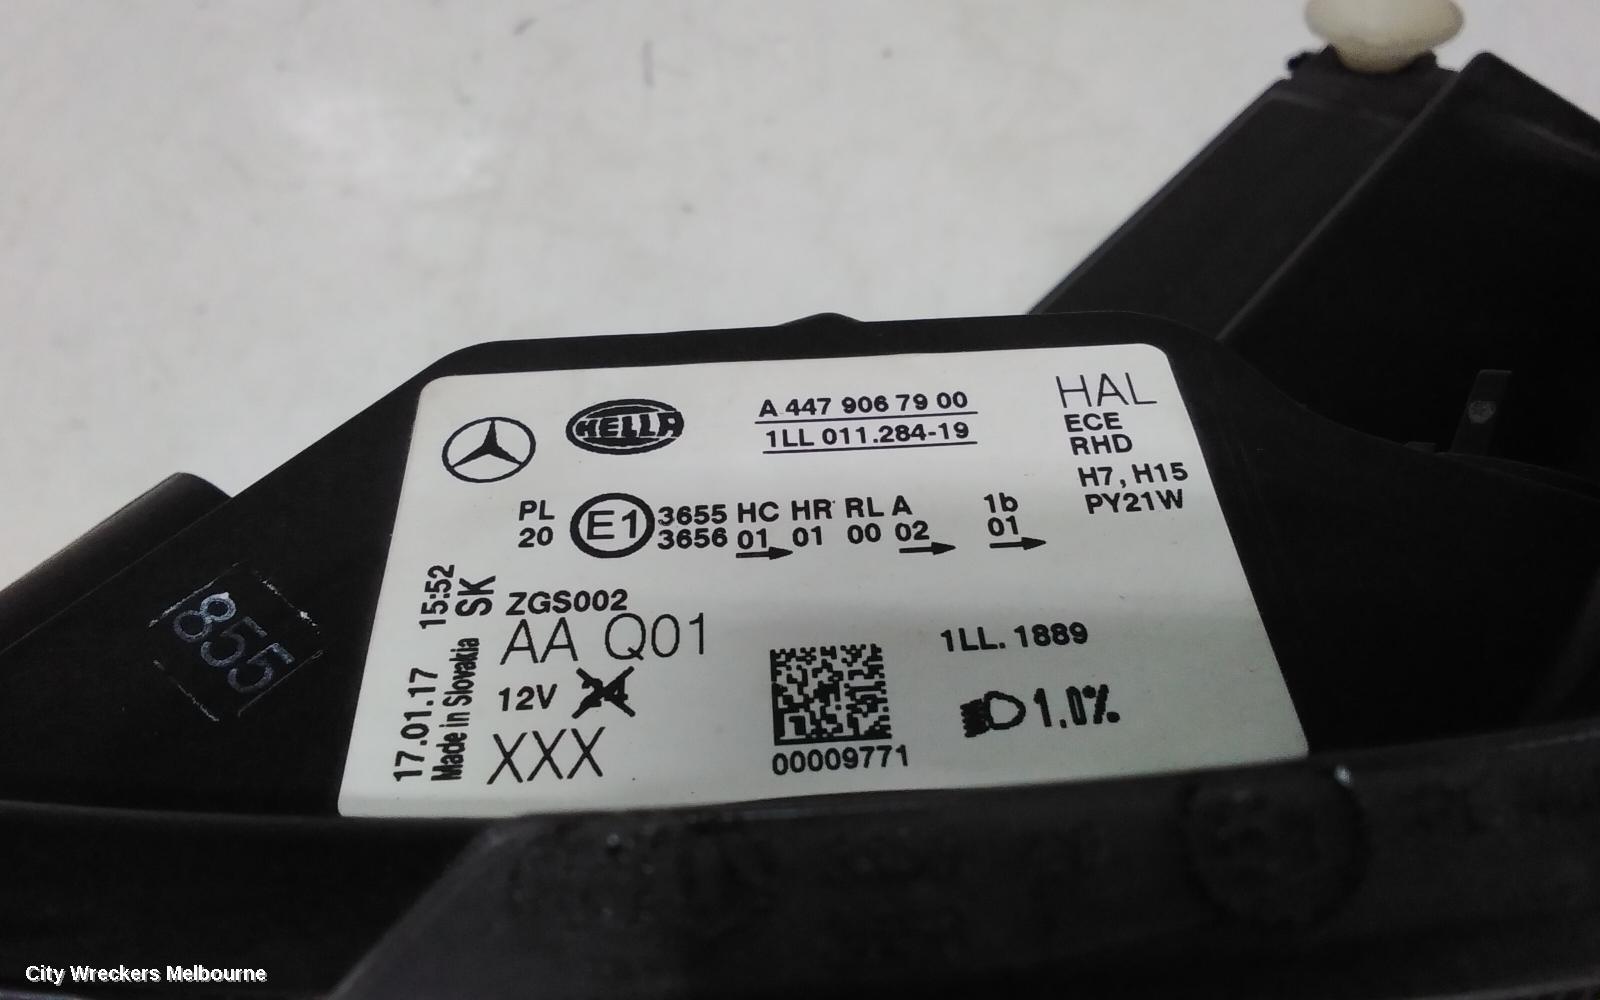 HELLA
A 447 906 79 00
1LL 011.284-19
HAL
ECE
RHD
H7, H15
PY21W
PL
20
E1
3655 HC HR RL A 1b
3656 01 01 00 02 01
17.01.17 15:52
Made in Slovakia SK
ZGS002
AA Q01
12V 24
XXX
00009771
1LL. 1889
1.0%
855
City Wreckers Melbourne